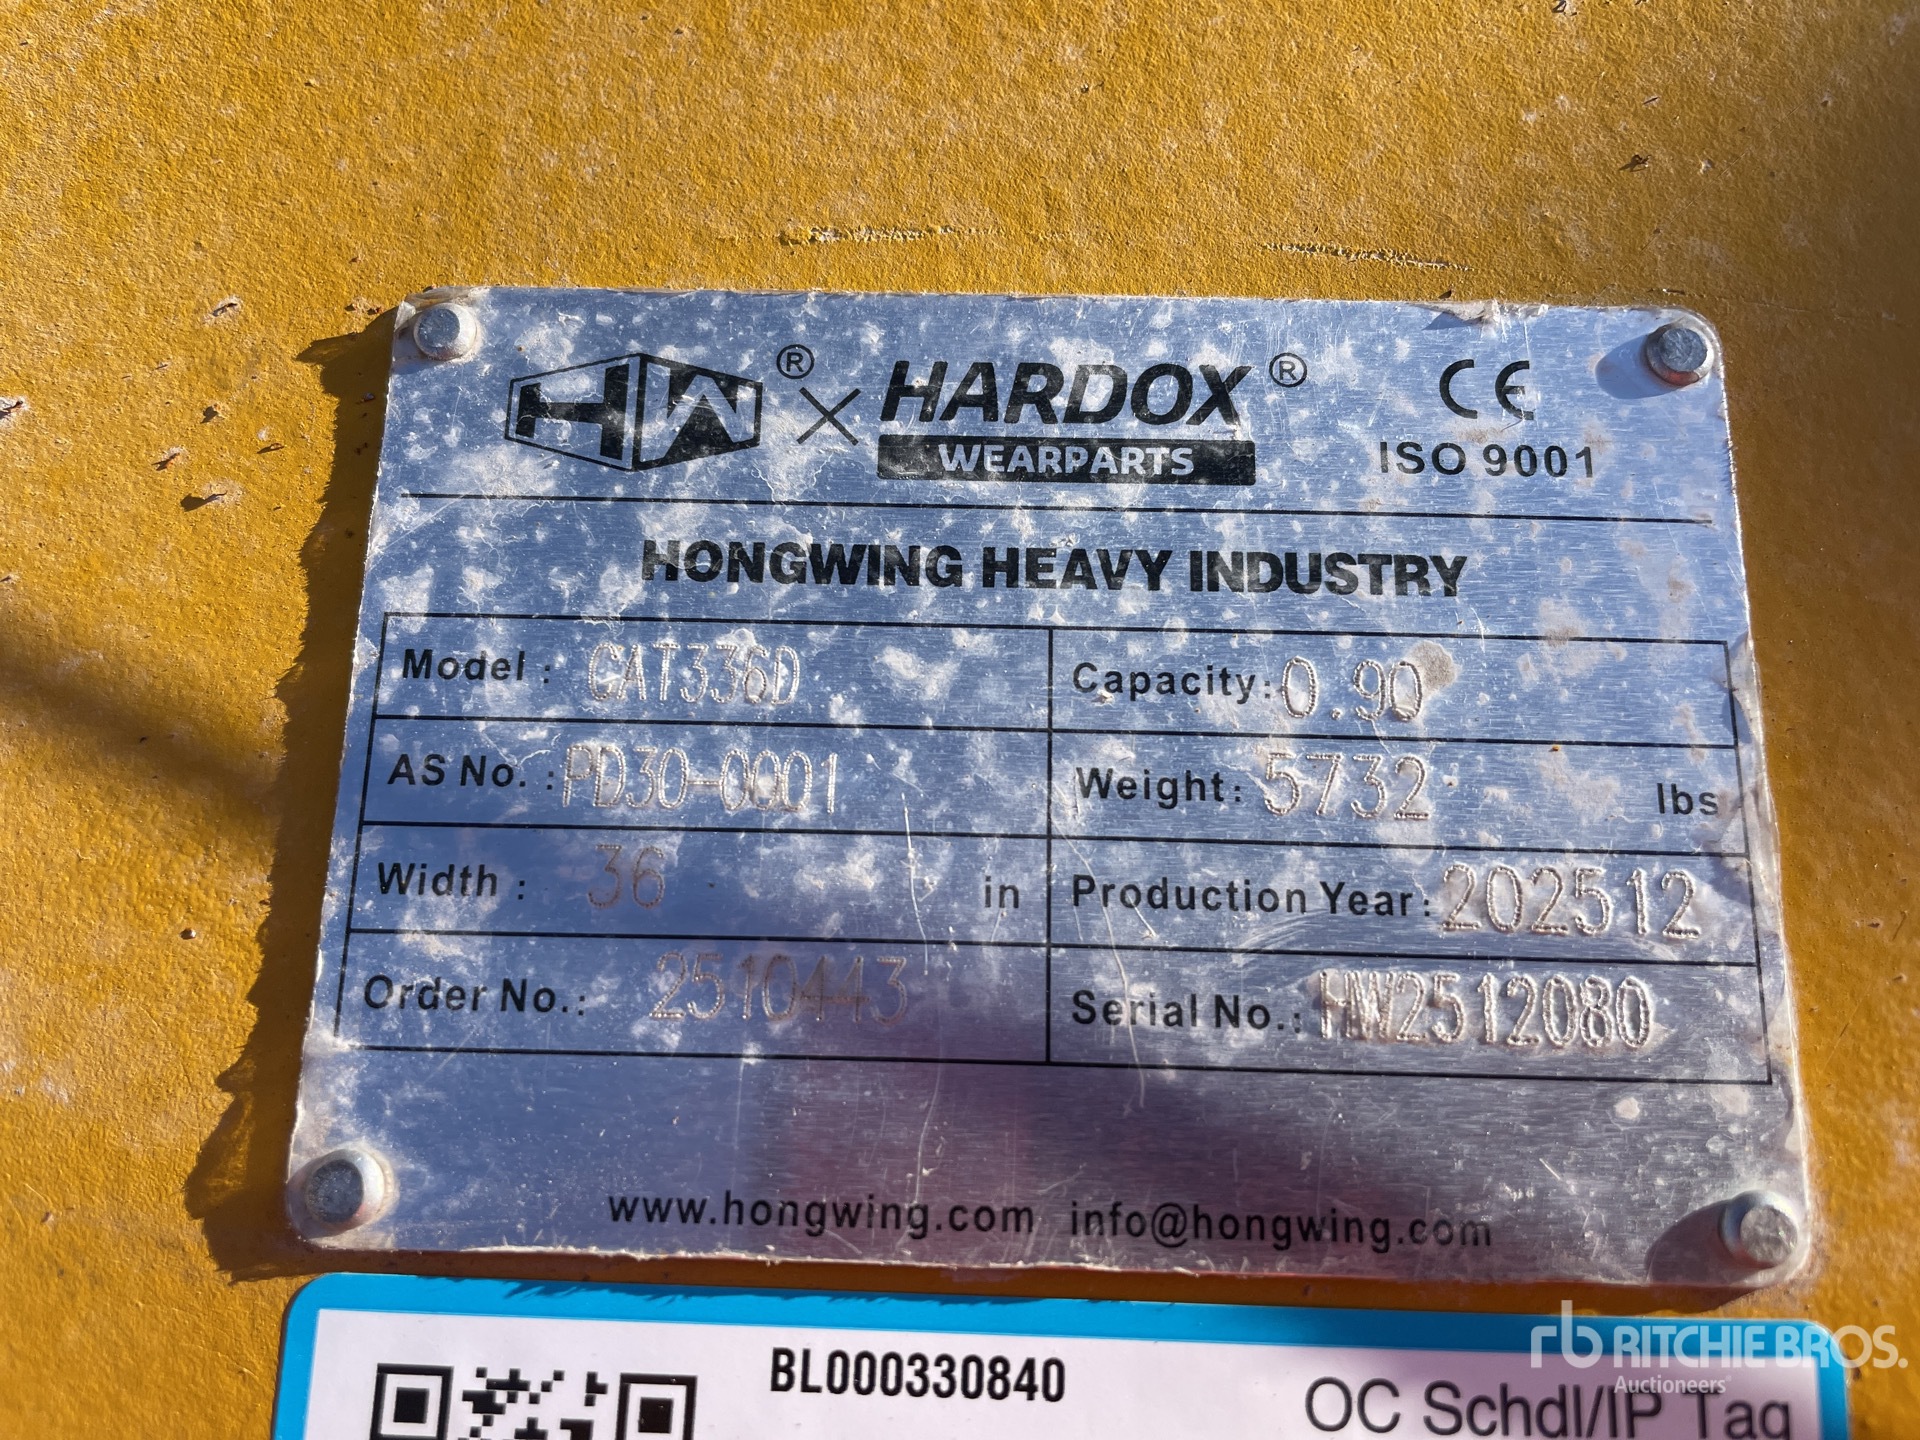 HW® × HARDOX® CE
WEARPARTS ISO 9001
HONGWING HEAVY INDUSTRY
Model : CAT336D Capacity: 0.90
AS No. : PD30-0001 Weight: 5732 lbs
Width : 36 in Production Year: 202512
Order No.: 2510443 Serial No.: HW2512080
www.hongwing.com info@hongwing.com
BL000330840
OC Schdl/IP Tag
rb RITCHIE BROS.
Auctioneers